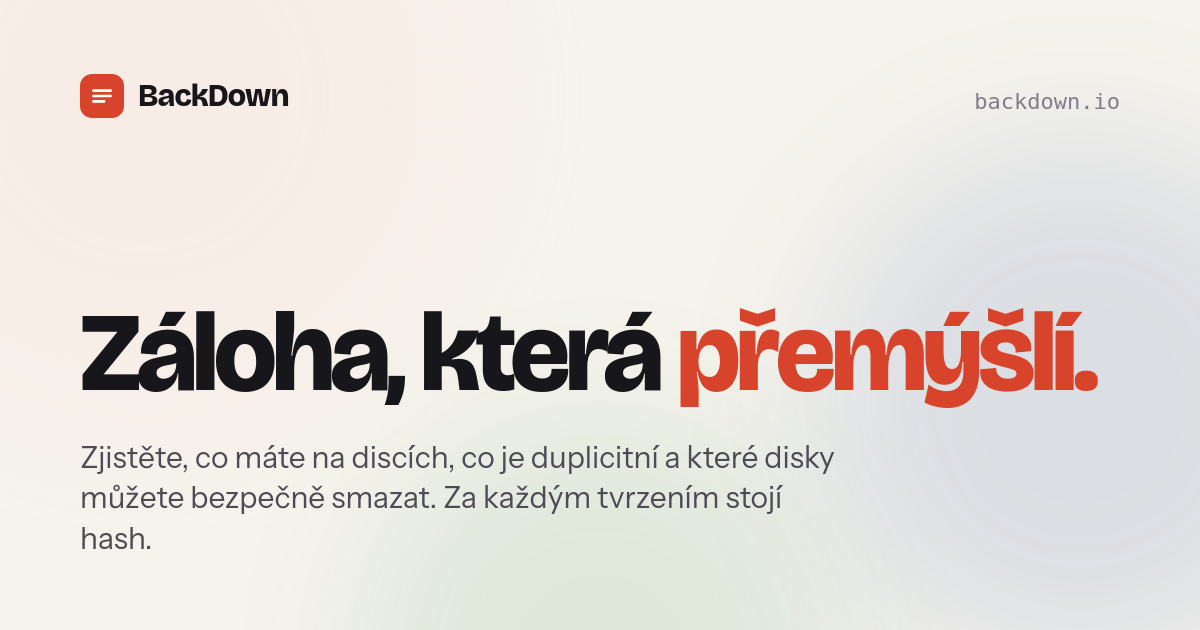 BackDown
backdown.io
Záloha, která přemýšlí.
Zjistěte, co máte na discích, co je duplicitní a které disky
můžete bezpečně smazat. Za každým tvrzením stojí
hash.